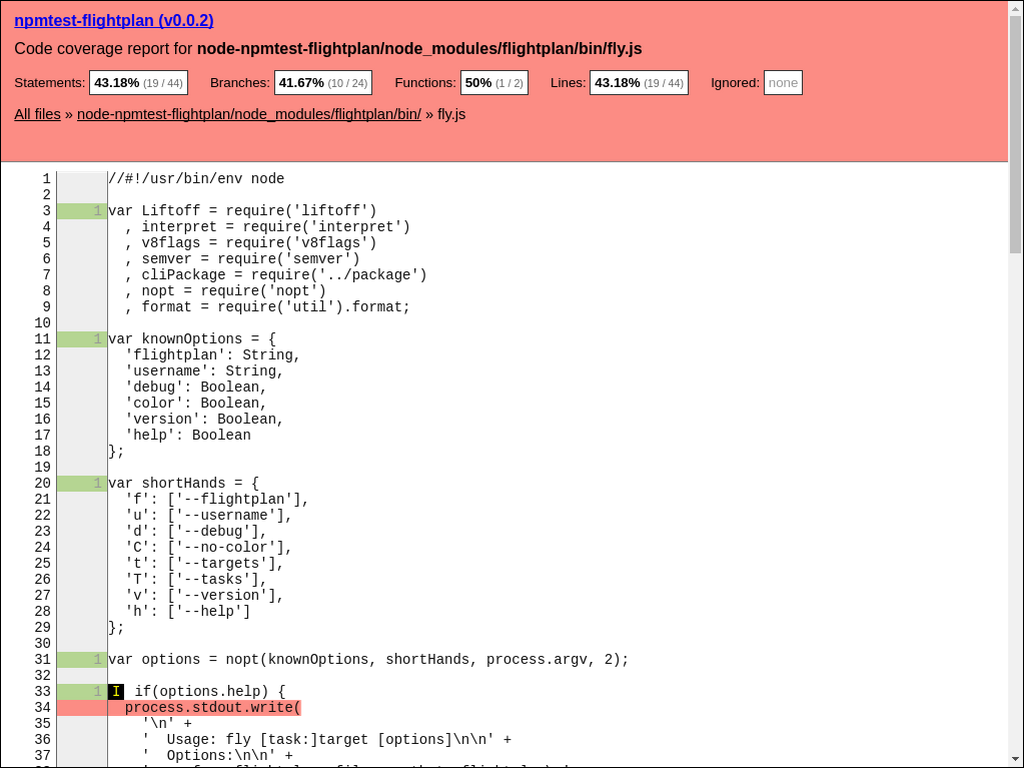 npmtest-flightplan (v0.0.2)
Code coverage report for node-npmtest-flightplan/node_modules/flightplan/bin/fly.js
Statements: 43.18% (19 / 44) Branches: 41.67% (10 / 24) Functions: 50% (1 / 2) Lines: 43.18% (19 / 44) Ignored: none
All files » node-npmtest-flightplan/node_modules/flightplan/bin/ » fly.js
1 //#!/usr/bin/env node
2
3 1 var Liftoff = require('liftoff')
4 , interpret = require('interpret')
5 , v8flags = require('v8flags')
6 , semver = require('semver')
7 , cliPackage = require('../package')
8 , nopt = require('nopt')
9 , format = require('util').format;
10
11 1 var knownOptions = {
12 'flightplan': String,
13 'username': String,
14 'debug': Boolean,
15 'color': Boolean,
16 'version': Boolean,
17 'help': Boolean
18 };
19
20 1 var shortHands = {
21 'f': ['--flightplan'],
22 'u': ['--username'],
23 'd': ['--debug'],
24 'C': ['--no-color'],
25 't': ['--targets'],
26 'T': ['--tasks'],
27 'v': ['--version'],
28 'h': ['--help']
29 };
30
31 1 var options = nopt(knownOptions, shortHands, process.argv, 2);
32
33 1 I if(options.help) {
34 process.stdout.write(
35 '\n' +
36 ' Usage: fly [task:]target [options]\n\n' +
37 ' Options:\n\n' +